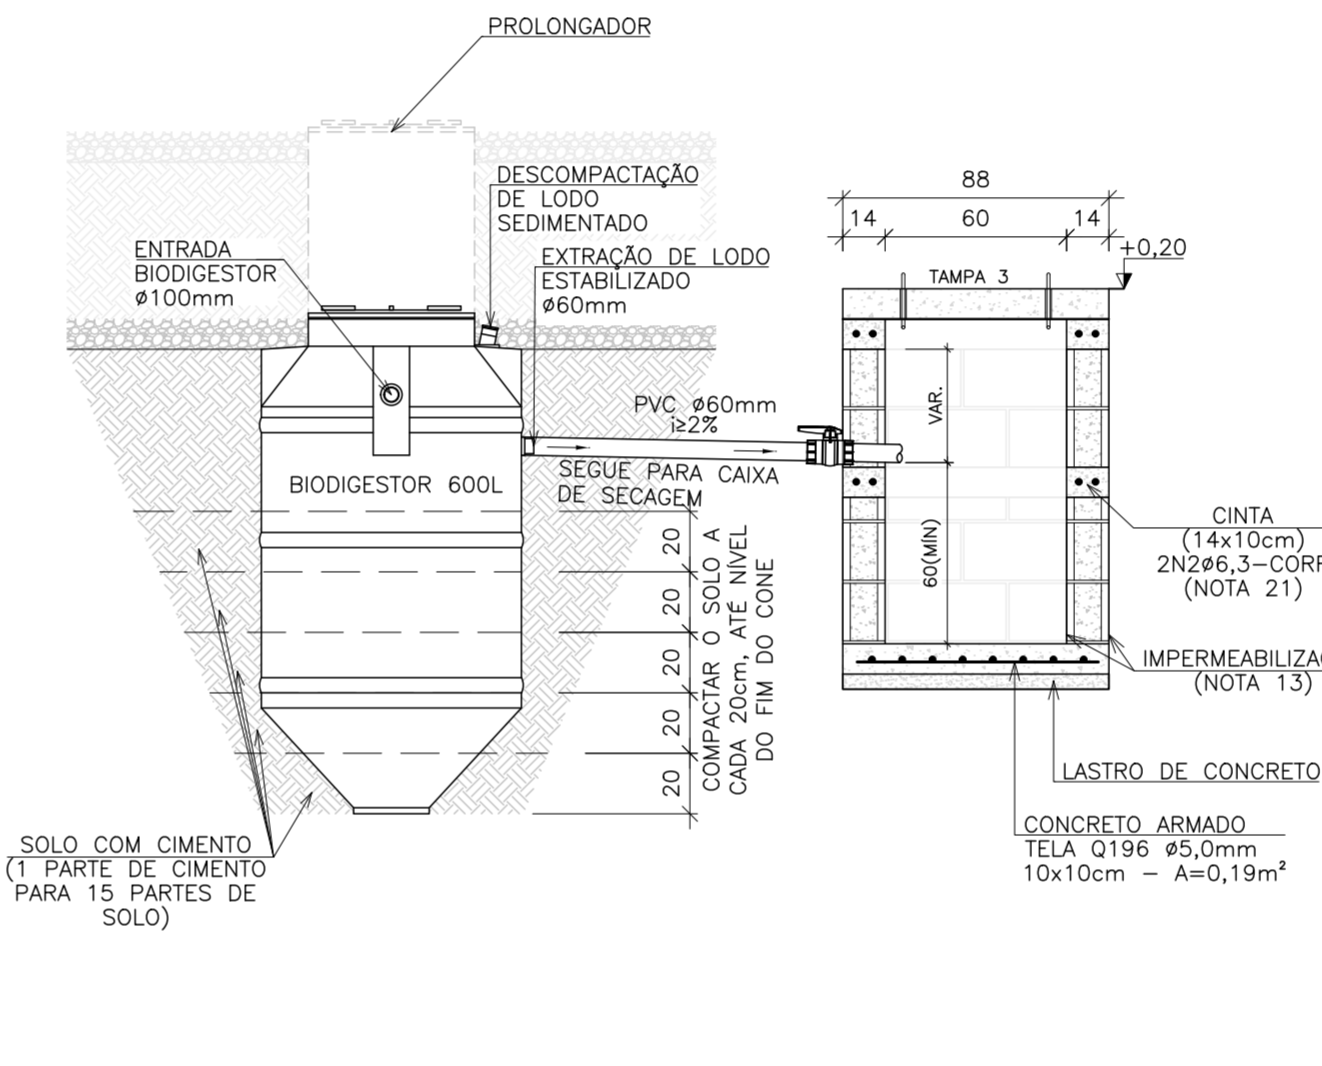 PROLONGADOR
DESCOMPACTAÇÃO
DE LODO
SEDIMENTADO
ENTRADA
BIODIGESTOR
ø100mm
EXTRAÇÃO DE LODO
ESTABILIZADO
ø60mm
88
14 60 14
+0,20
TAMPA 3
VAR.
60(MÍN)
PVC ø60mm
i≥2%
SEGUE PARA CAIXA
DE SECAGEM
BIODIGESTOR 600L
20
20
20
20
20
COMPACTAR O SOLO A
CADA 20cm, ATÉ NÍVEL
DO FIM DO CONE
CINTA
(14x10cm)
2N2ø6,3-CORR
(NOTA 21)
IMPERMEABILIZAÇ
(NOTA 13)
LASTRO DE CONCRETO
CONCRETO ARMADO
TELA Q196 ø5,0mm
10x10cm - A=0,19m²
SOLO COM CIMENTO
(1 PARTE DE CIMENTO
PARA 15 PARTES DE
SOLO)